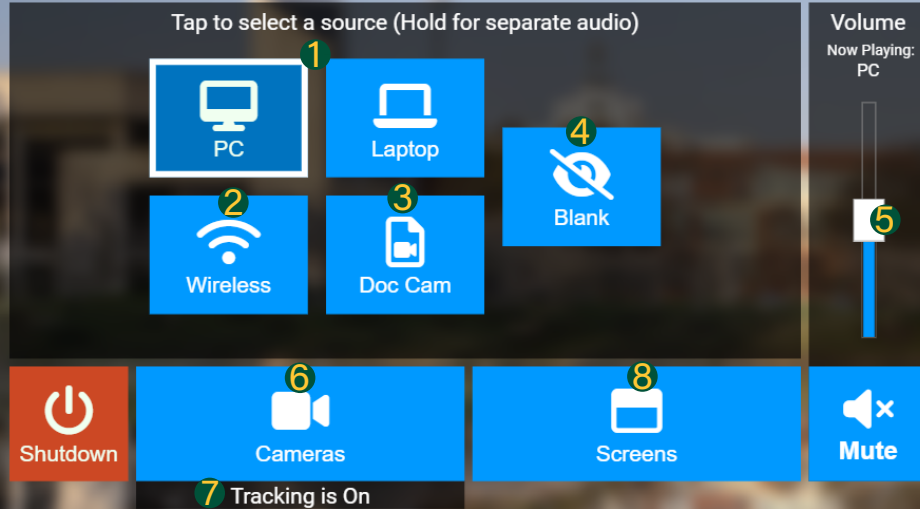 Tap to select a source (Hold for separate audio)
1
PC
Laptop
2
Wireless
3
Doc Cam
4
Blank
Volume
Now Playing:
PC
5
Shutdown
6
Cameras
7 Tracking is On
8
Screens
Mute